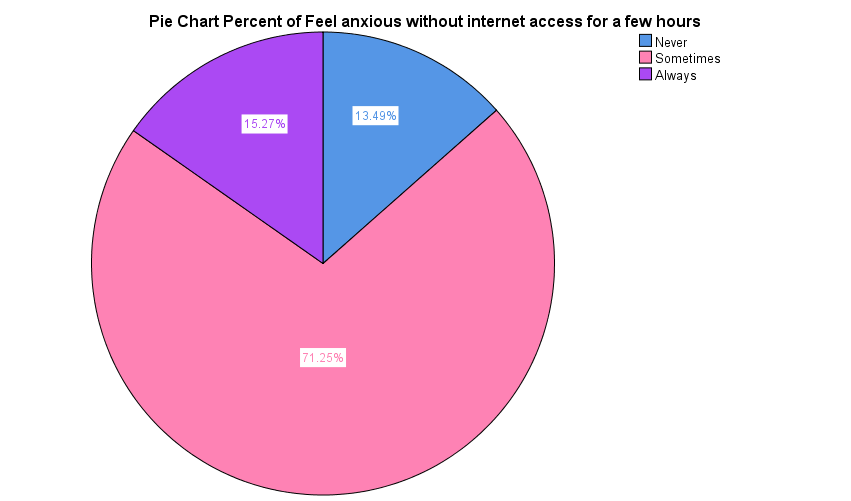 Pie Chart Percent of Feel anxious without internet access for a few hours
Never
Sometimes
Always
15.27%
13.49%
71.25%